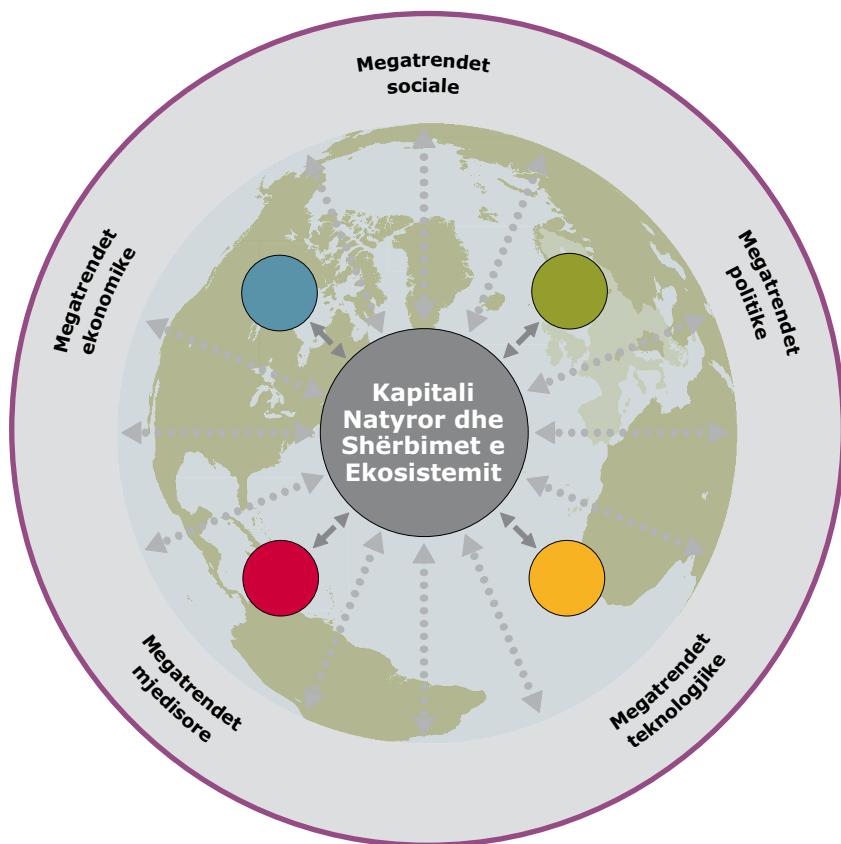 Megatrendet
sociale
Megatrendet
ekonomike
Megatrendet
politike
Kapitali
Natyror dhe
Shërbimet e
Ekosistemit
Megatrendet
mjedisore
Megatrendet
teknologjike